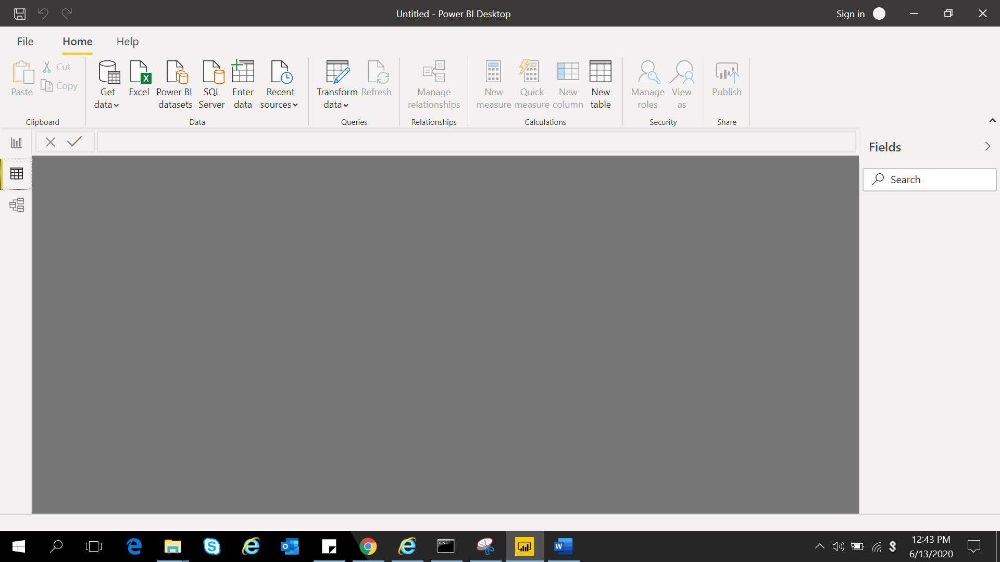 Untitled - Power BI Desktop
Sign in
File
Home
Help
Paste
Cut
Copy
Clipboard
Get
data
Excel
Power BI
datasets
SQL
Server
Enter
data
Recent
sources
Data
Transform
data
Refresh
Queries
Manage
relationships
Relationships
New
measure
Quick
measure
New
column
New
table
Calculations
Manage
roles
View
as
Security
Publish
Share
Fields
Search
12:43 PM
6/13/2020